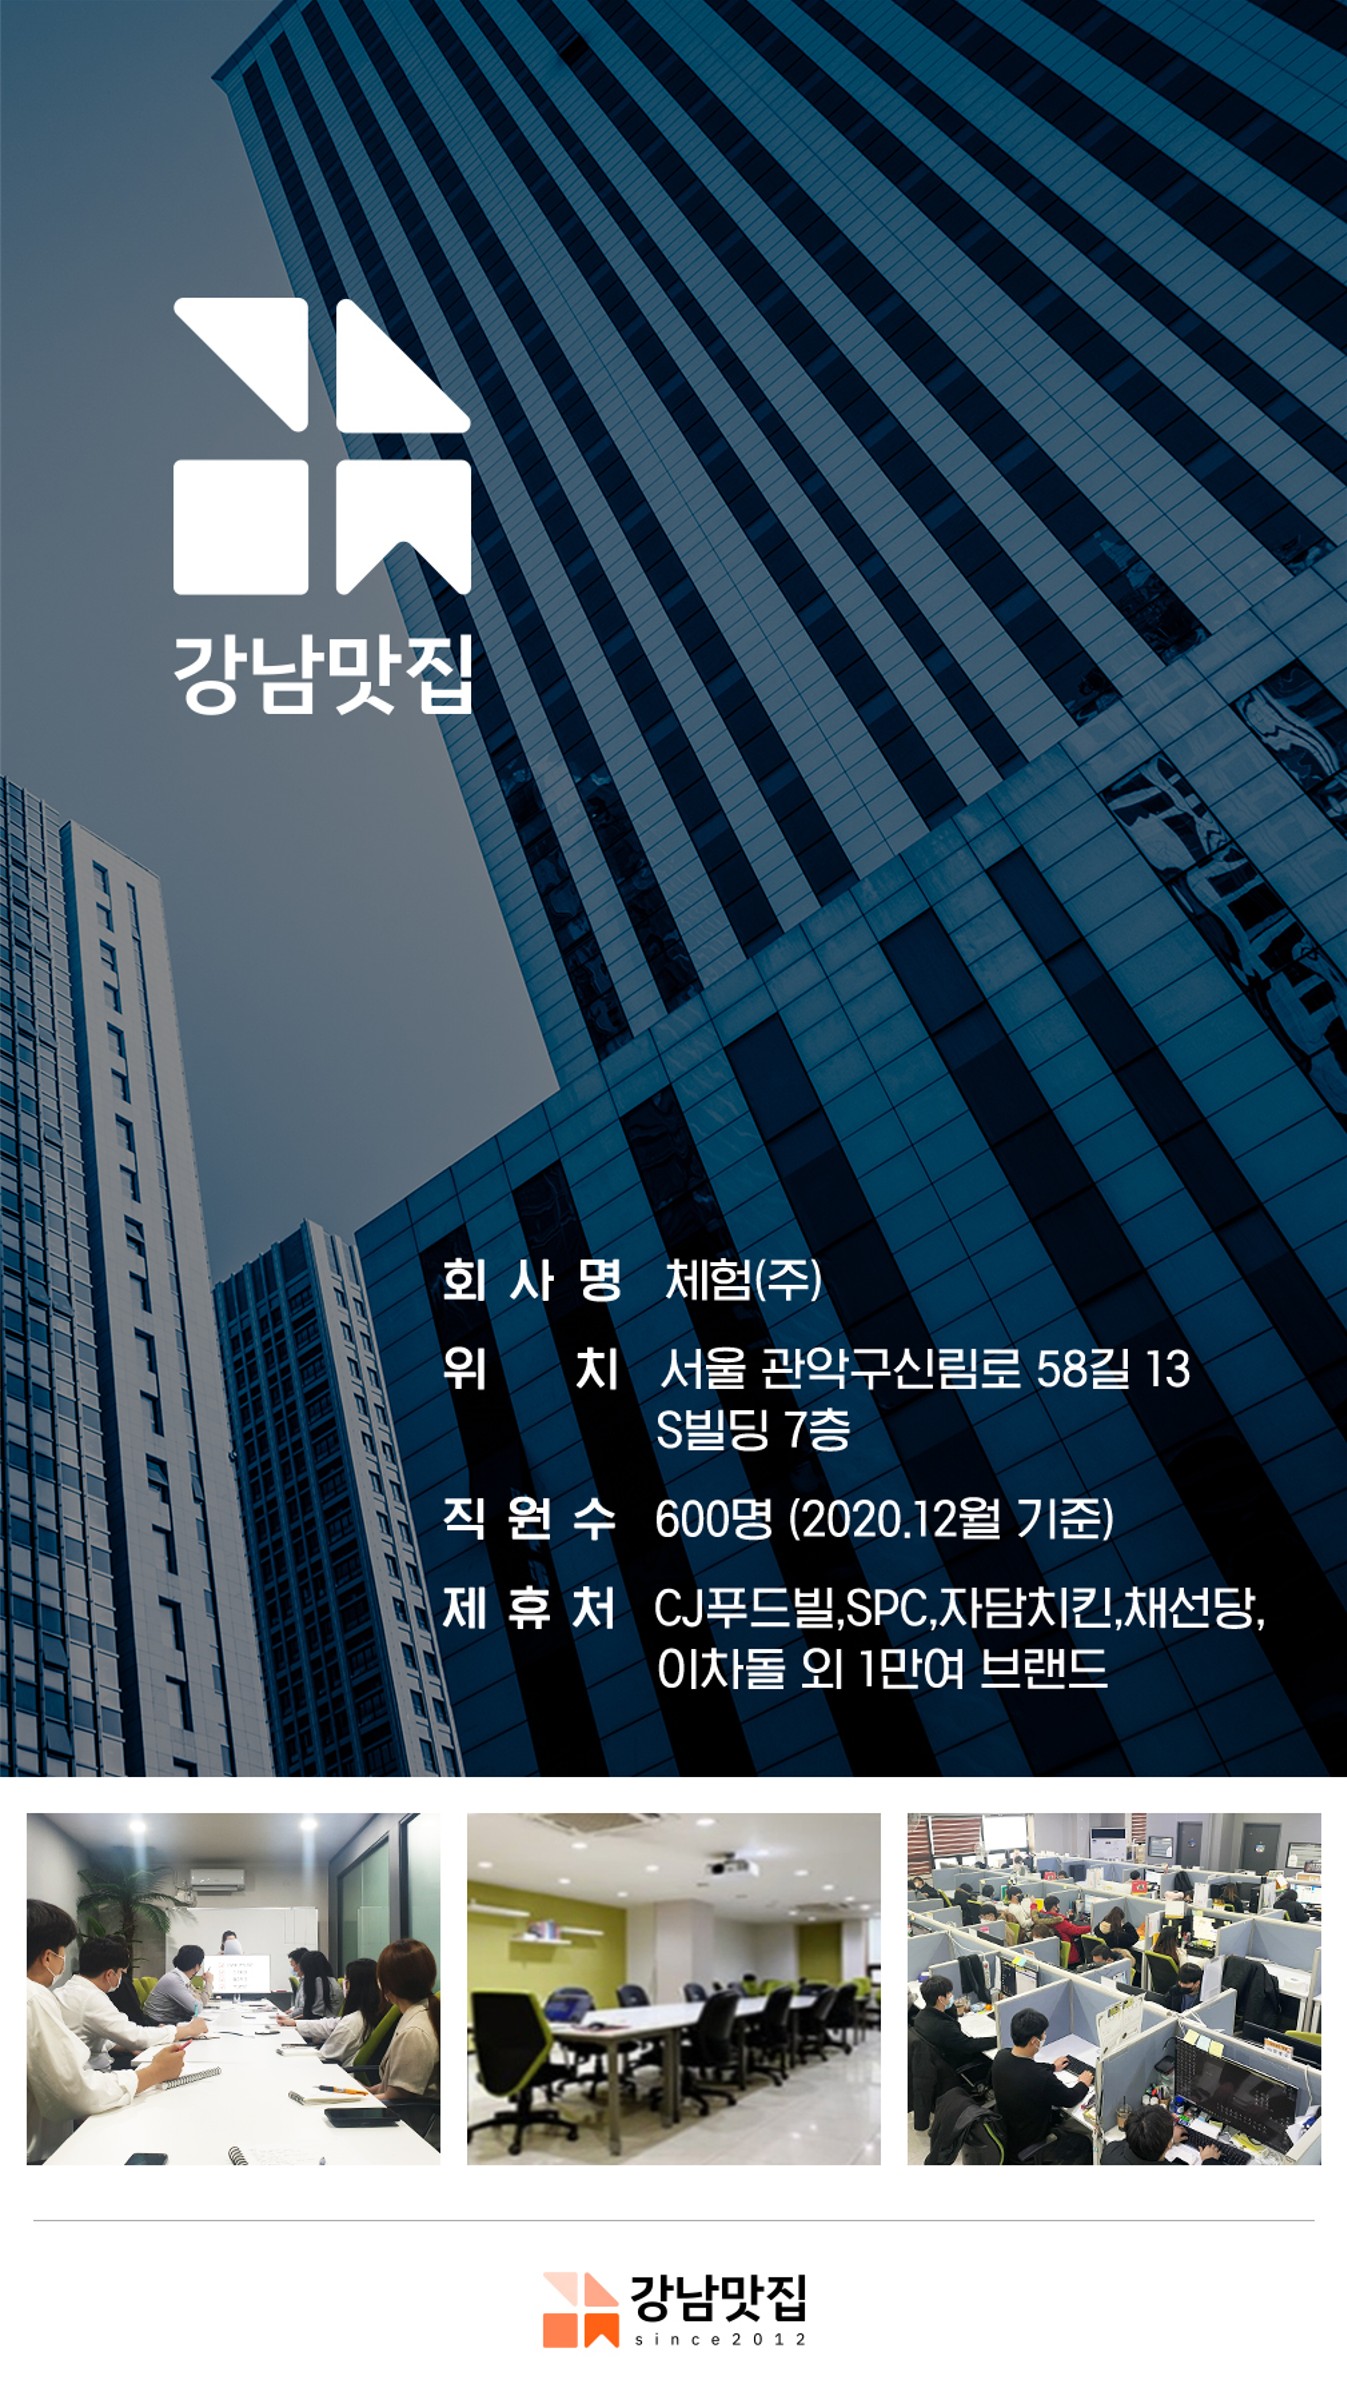 강남맛집
회 사 명 체험(주)
위 치 서울 관악구신림로 58길 13
S빌딩 7층
직 원 수 600명 (2020.12월 기준)
제 휴 처 CJ푸드빌,SPC,자담치킨,채선당,
이차돌 외 1만여 브랜드
강남맛집
since2012